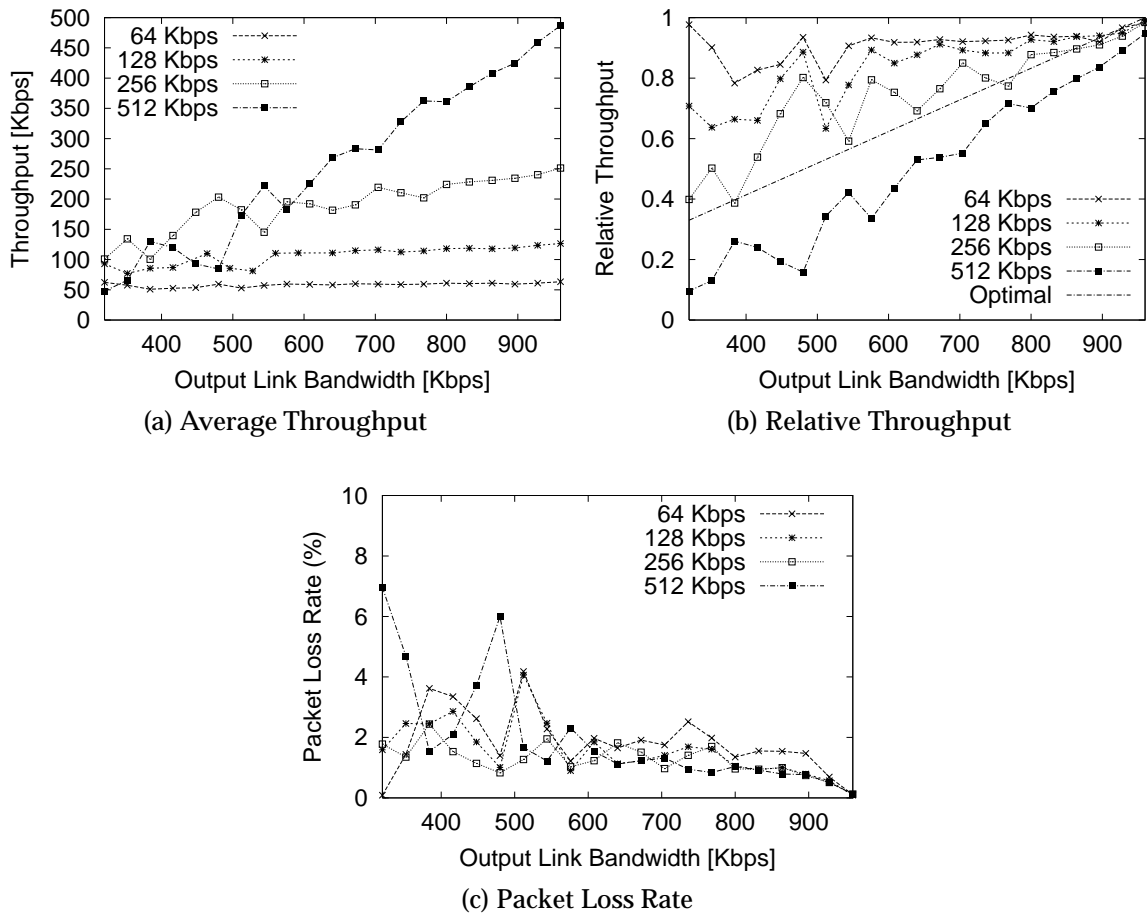 Throughput [Kbps]
500
450
400
350
300
250
200
150
100
50
0
64 Kbps
128 Kbps
256 Kbps
512 Kbps
400 500 600 700 800 900
Output Link Bandwidth [Kbps]
(a) Average Throughput
Relative Throughput
1
0.8
0.6
0.4
0.2
0
64 Kbps
128 Kbps
256 Kbps
512 Kbps
Optimal
400 500 600 700 800 900
Output Link Bandwidth [Kbps]
(b) Relative Throughput
Packet Loss Rate (%)
10
8
6
4
2
0
64 Kbps
128 Kbps
256 Kbps
512 Kbps
400 500 600 700 800 900
Output Link Bandwidth [Kbps]
(c) Packet Loss Rate